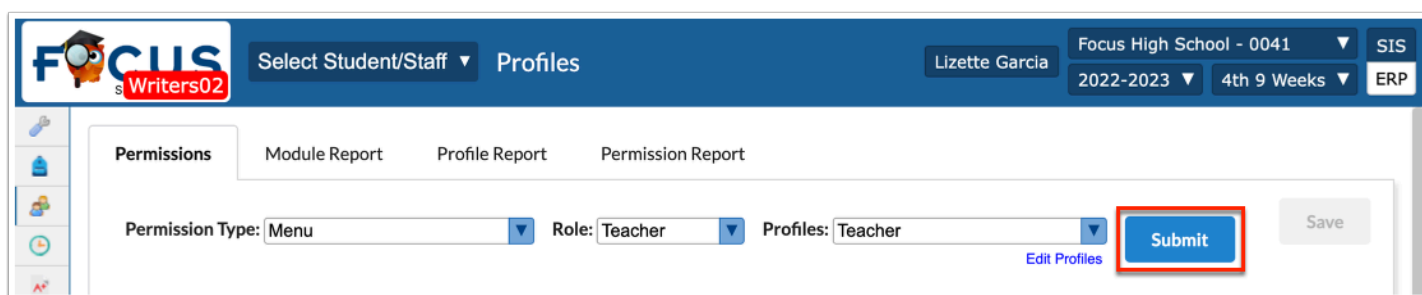 FOCUS
S Writers02
Select Student/Staff ▼ Profiles
Lizette Garcia
Focus High School - 0041 ▼ SIS
2022-2023 ▼ 4th 9 Weeks ▼ ERP
Permissions Module Report Profile Report Permission Report
Permission Type: Menu Role: Teacher Profiles: Teacher Submit Save
Edit Profiles
A+